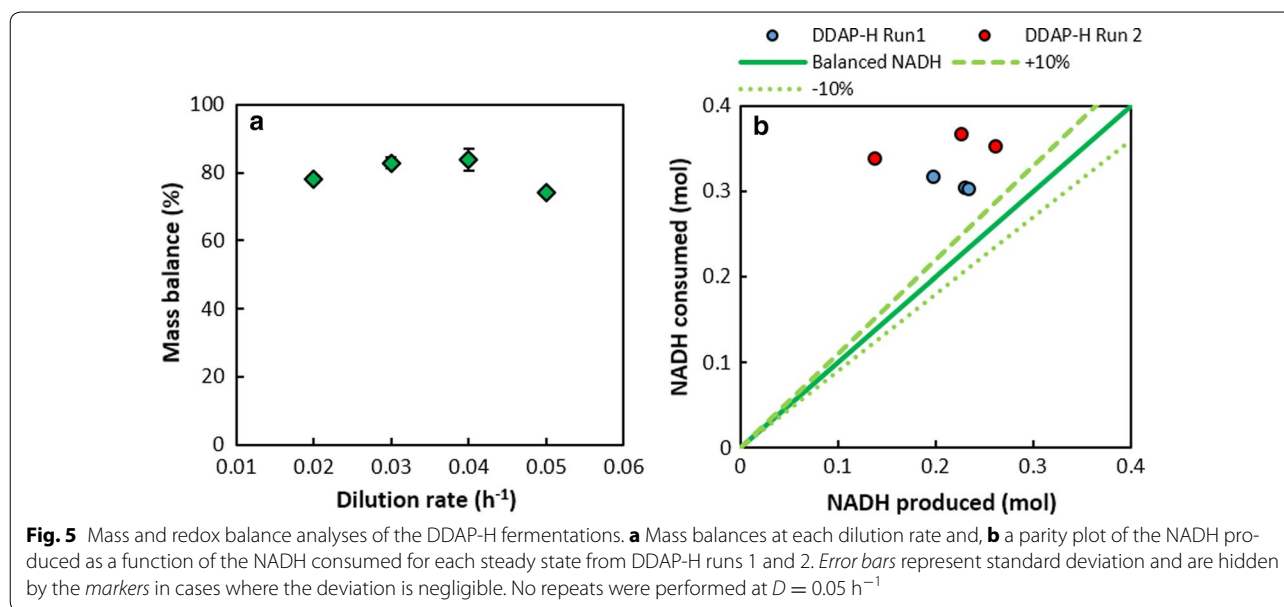 DDAP-H Run1 DDAP-H Run 2
Balanced NADH +10%
-10%
a
100
80
60
40
20
0
0.01 0.02 0.03 0.04 0.05 0.06
Mass balance (%)
Dilution rate (h⁻¹)
b
0.4
0.3
0.2
0.1
0
0 0.1 0.2 0.3 0.4
NADH consumed (mol)
NADH produced (mol)
Fig. 5 Mass and redox balance analyses of the DDAP-H fermentations. a Mass balances at each dilution rate and, b a parity plot of the NADH pro-
duced as a function of the NADH consumed for each steady state from DDAP-H runs 1 and 2. Error bars represent standard deviation and are hidden
by the markers in cases where the deviation is negligible. No repeats were performed at D = 0.05 h⁻¹